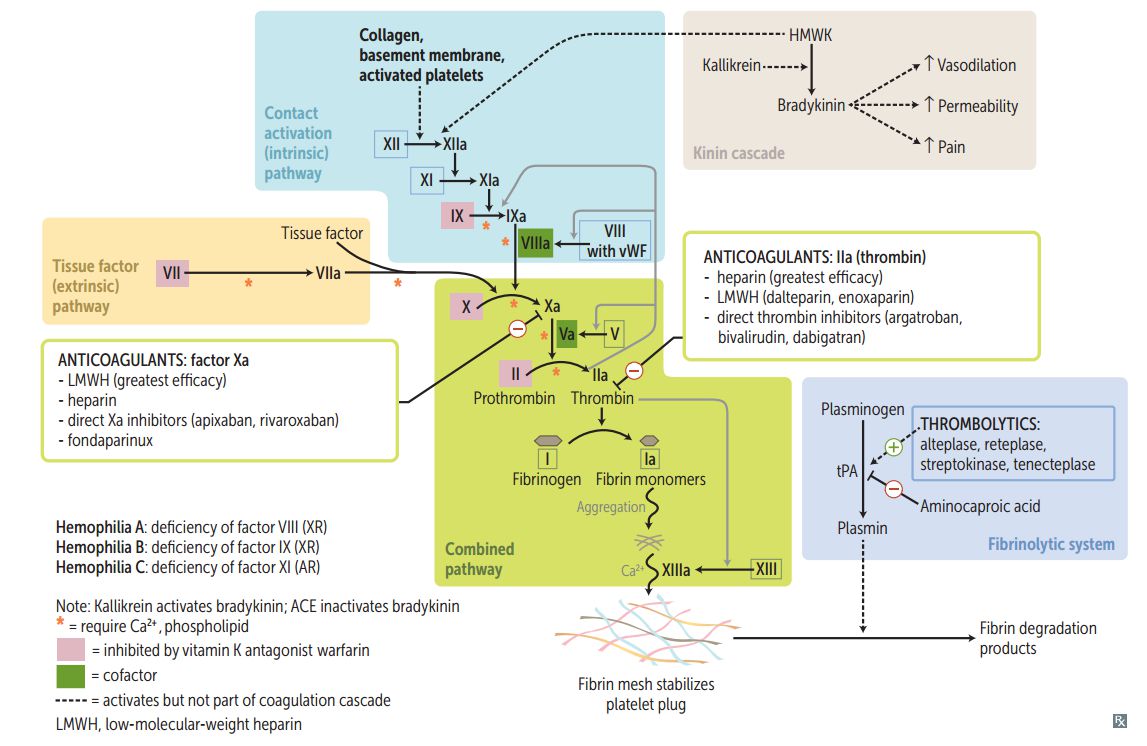 Collagen,
basement membrane,
activated platelets
HMWK
Kallikrein
Bradykinin
↑ Vasodilation
↑ Permeability
↑ Pain
Kinin cascade
Contact
activation
(intrinsic)
pathway
XII
XIIa
XI
XIa
IX
IXa
*
*
VIIIa
VIII
with vWF
Tissue factor
(extrinsic)
pathway
Tissue factor
VII
VIIa
*
*
X
Xa
*
*
Va
V
II
IIa
*
Prothrombin
Thrombin
ANTICOAGULANTS: IIa (thrombin)
- heparin (greatest efficacy)
- LMWH (dalteparin, enoxaparin)
- direct thrombin inhibitors (argatroban,
bivalirudin, dabigatran)
ANTICOAGULANTS: factor Xa
- LMWH (greatest efficacy)
- heparin
- direct Xa inhibitors (apixaban, rivaroxaban)
- fondaparinux
−
−
I
Ia
Fibrinogen
Fibrin monomers
Aggregation
Ca²⁺
XIIIa
XIII
Combined
pathway
Plasminogen
THROMBOLYTICS:
alteplase, reteplase,
streptokinase, tenecteplase
+
tPA
−
Aminocaproic acid
Plasmin
Fibrinolytic system
Hemophilia A: deficiency of factor VIII (XR)
Hemophilia B: deficiency of factor IX (XR)
Hemophilia C: deficiency of factor XI (AR)
Note: Kallikrein activates bradykinin; ACE inactivates bradykinin
* = require Ca²⁺, phospholipid
= inhibited by vitamin K antagonist warfarin
= cofactor
= activates but not part of coagulation cascade
LMWH, low-molecular-weight heparin
Fibrin mesh stabilizes
platelet plug
Fibrin degradation
products
Rx